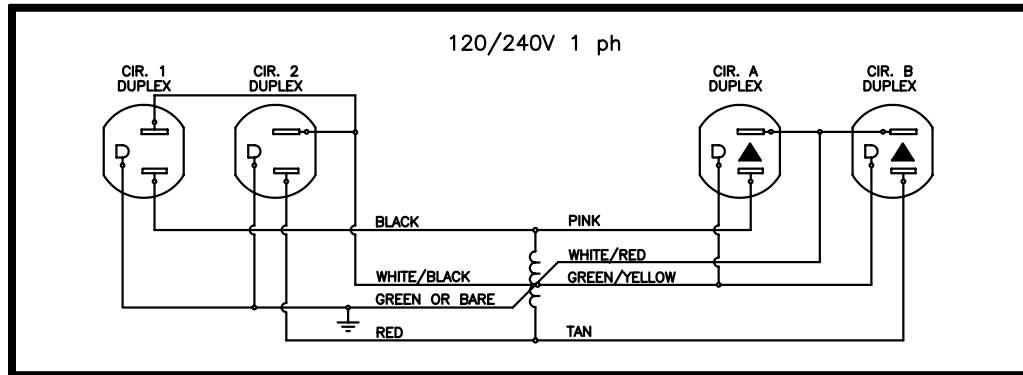 120/240V 1 ph
CIR. 1
DUPLEX
CIR. 2
DUPLEX
CIR. A
DUPLEX
CIR. B
DUPLEX
BLACK
PINK
WHITE/RED
WHITE/BLACK
GREEN/YELLOW
GREEN OR BARE
RED
TAN